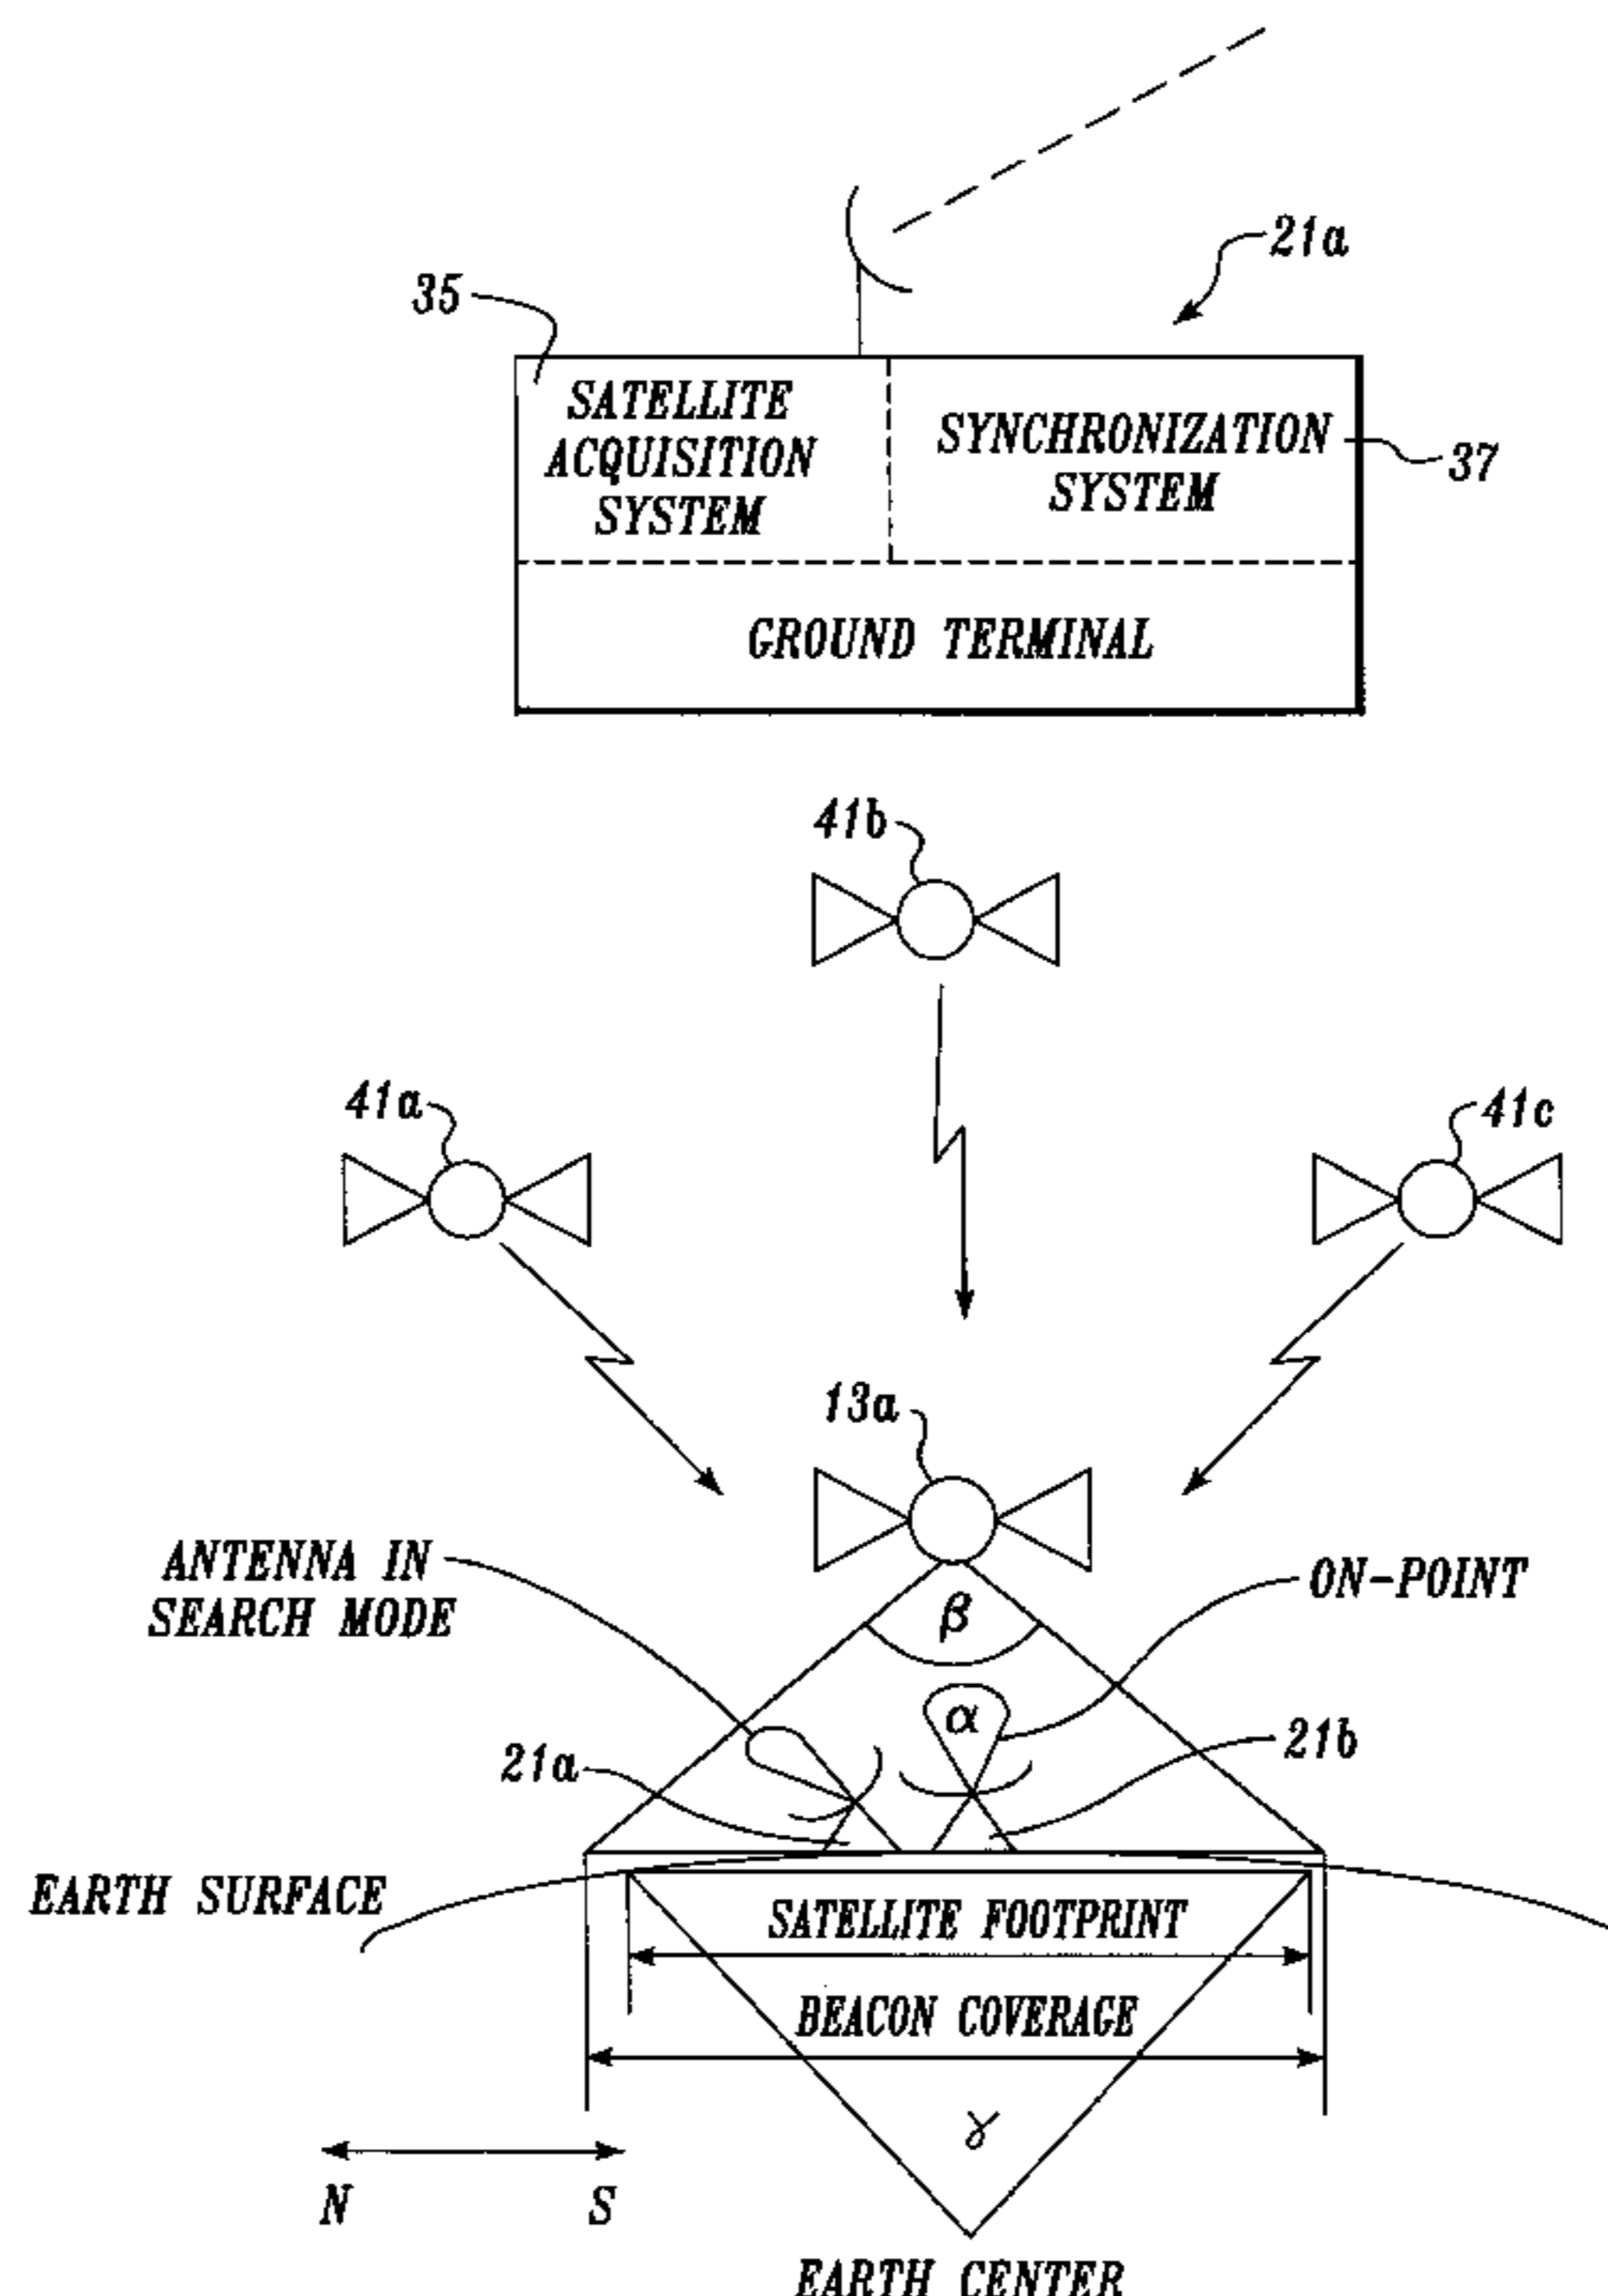 21a
35
SATELLITE
ACQUISITION
SYSTEM
SYNCHRONIZATION
SYSTEM
37
GROUND TERMINAL
41b
41a
41c
13a
ANTENNA IN
SEARCH MODE
ON-POINT
β
α
21a
21b
EARTH SURFACE
SATELLITE FOOTPRINT
BEACON COVERAGE
γ
N
S
EARTH CENTER